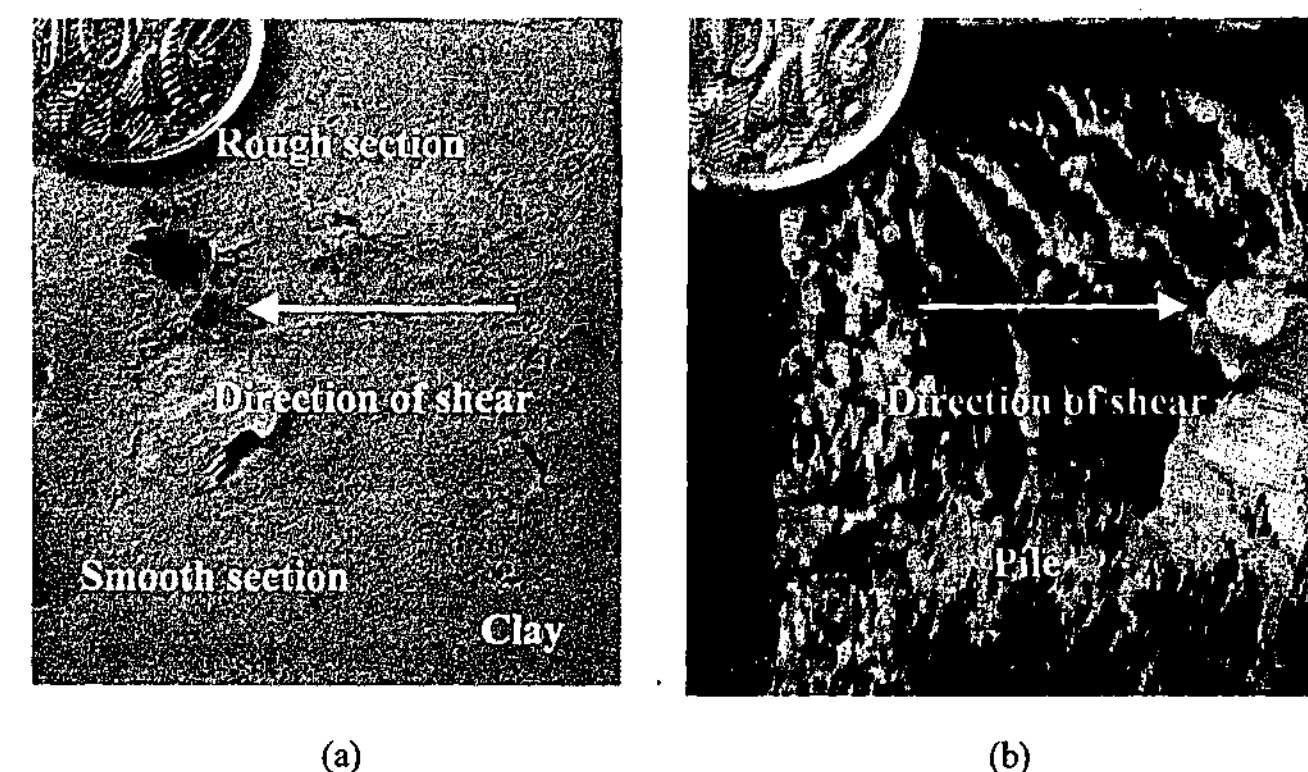 Rough section
Direction of shear
Smooth section
Clay
Direction of shear
Pile
(a)
(b)